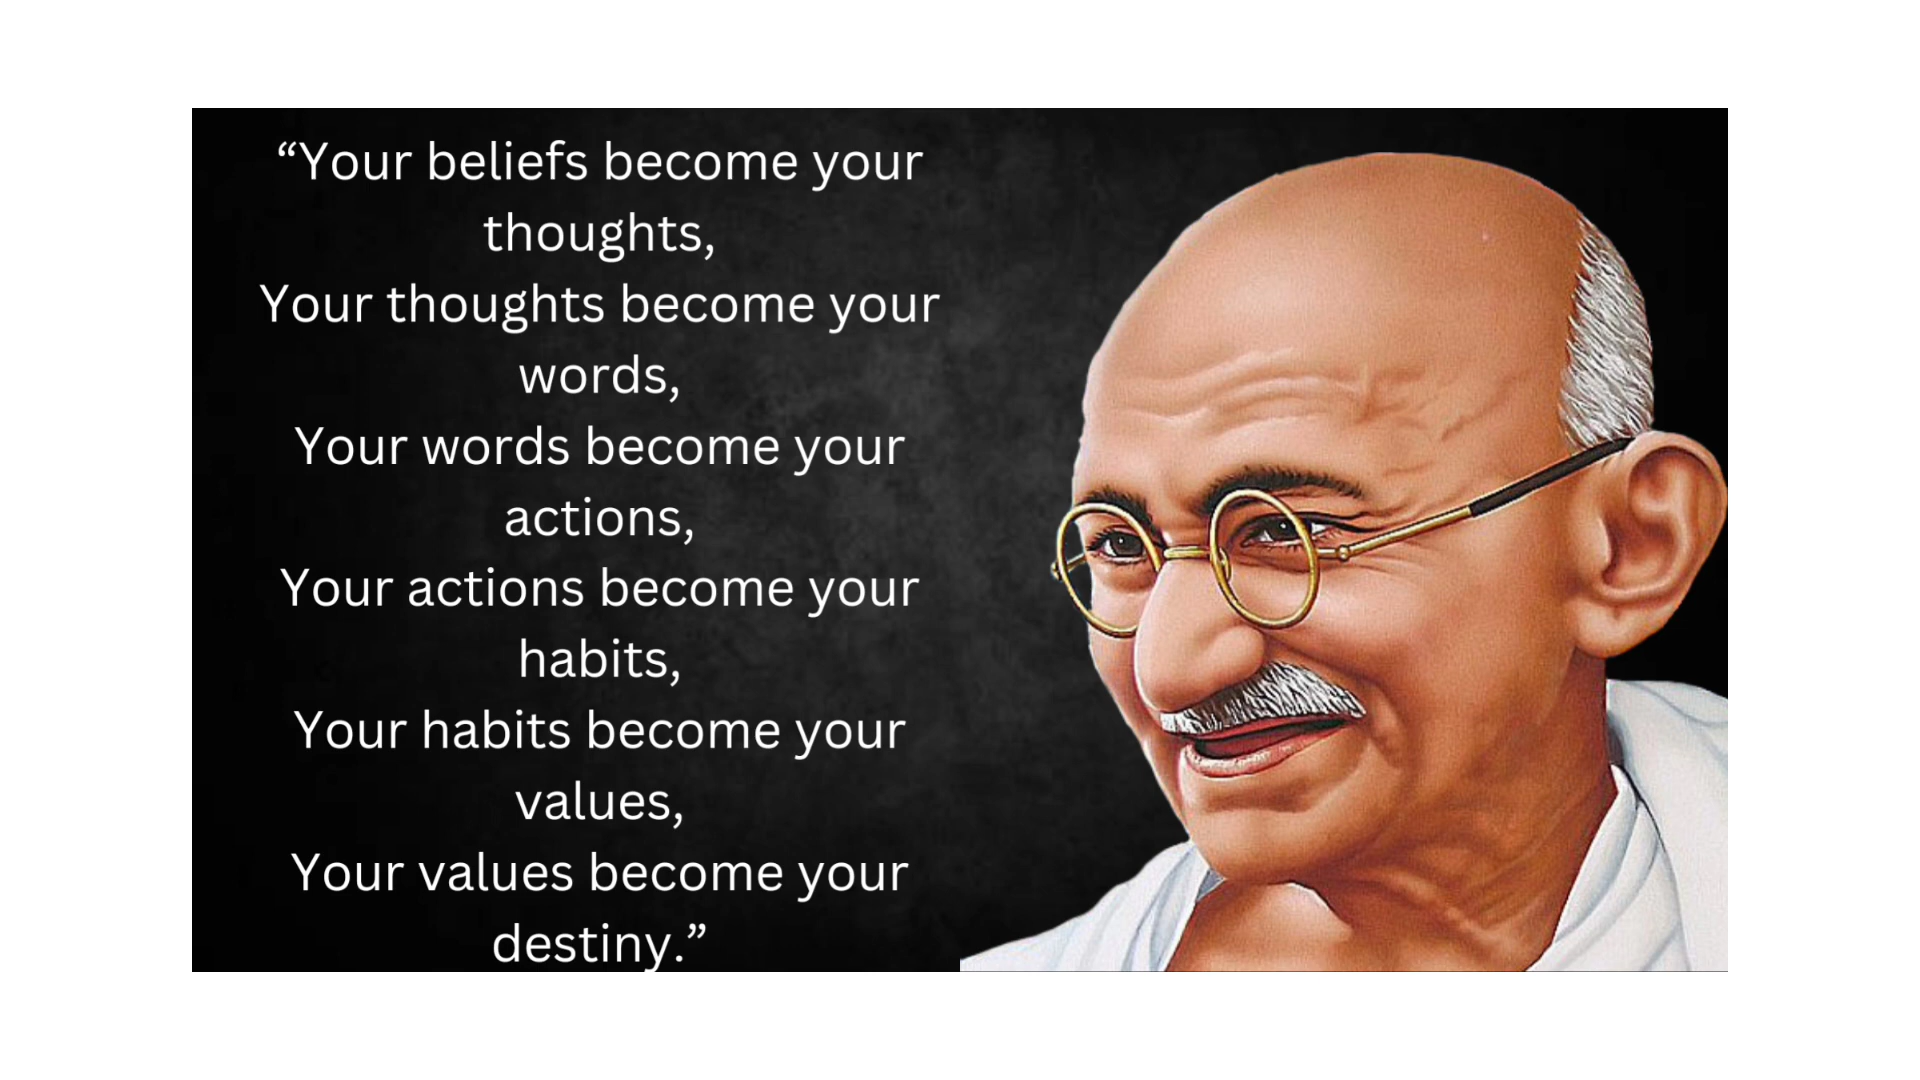 “Your beliefs become your
thoughts,
Your thoughts become your
words,
Your words become your
actions,
Your actions become your
habits,
Your habits become your
values,
Your values become your
destiny.”